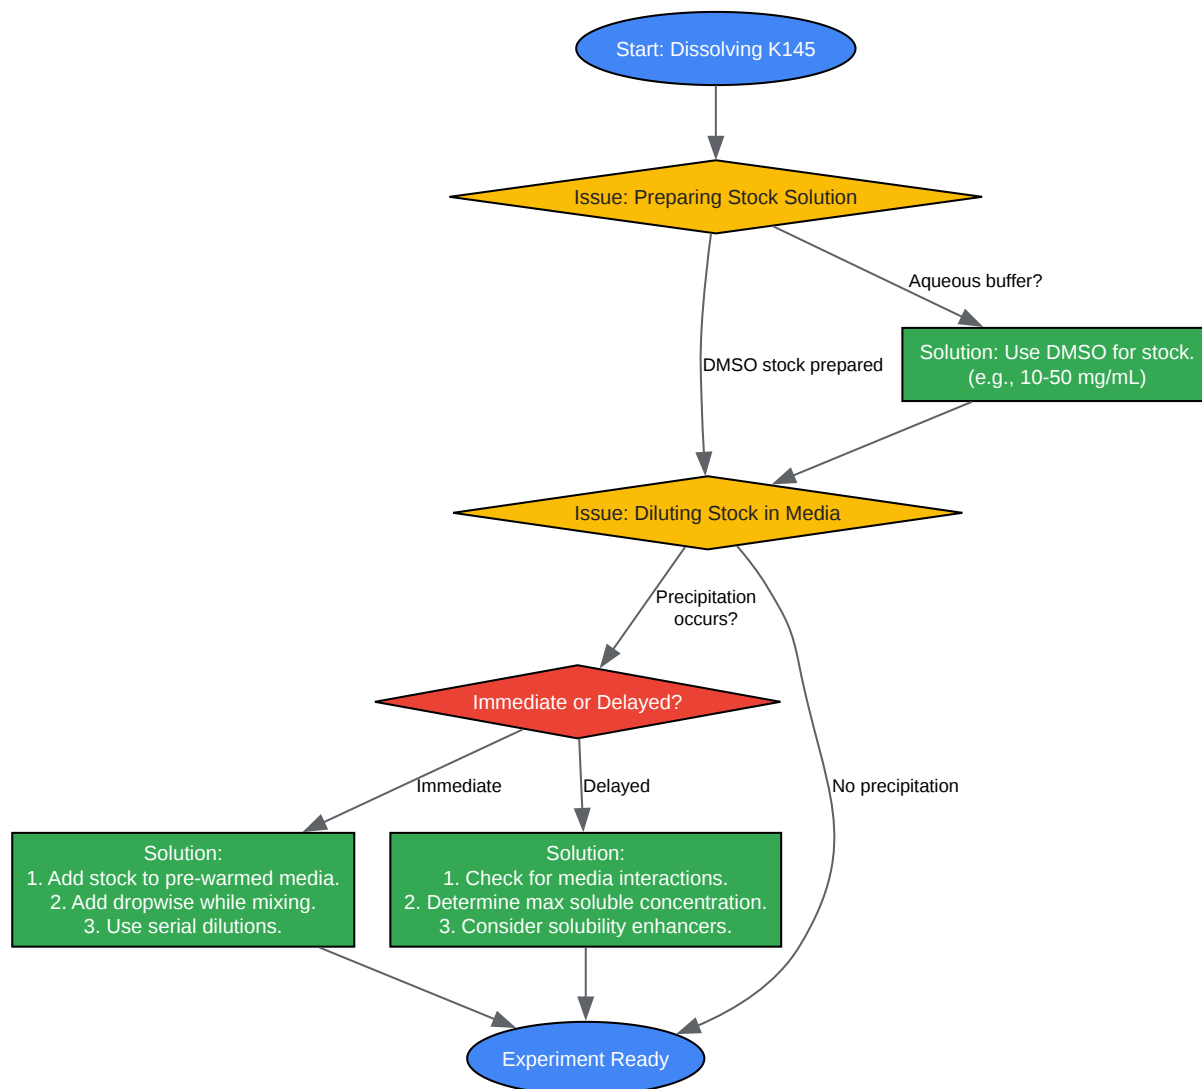 Start: Dissolving K145
Issue: Preparing Stock Solution
Aqueous buffer?
DMSO stock prepared
Solution: Use DMSO for stock.
(e.g., 10-50 mg/mL)
Issue: Diluting Stock in Media
Precipitation
occurs?
Immediate or Delayed?
Immediate
Delayed
No precipitation
Solution:
1. Add stock to pre-warmed media.
2. Add dropwise while mixing.
3. Use serial dilutions.
Solution:
1. Check for media interactions.
2. Determine max soluble concentration.
3. Consider solubility enhancers.
Experiment Ready